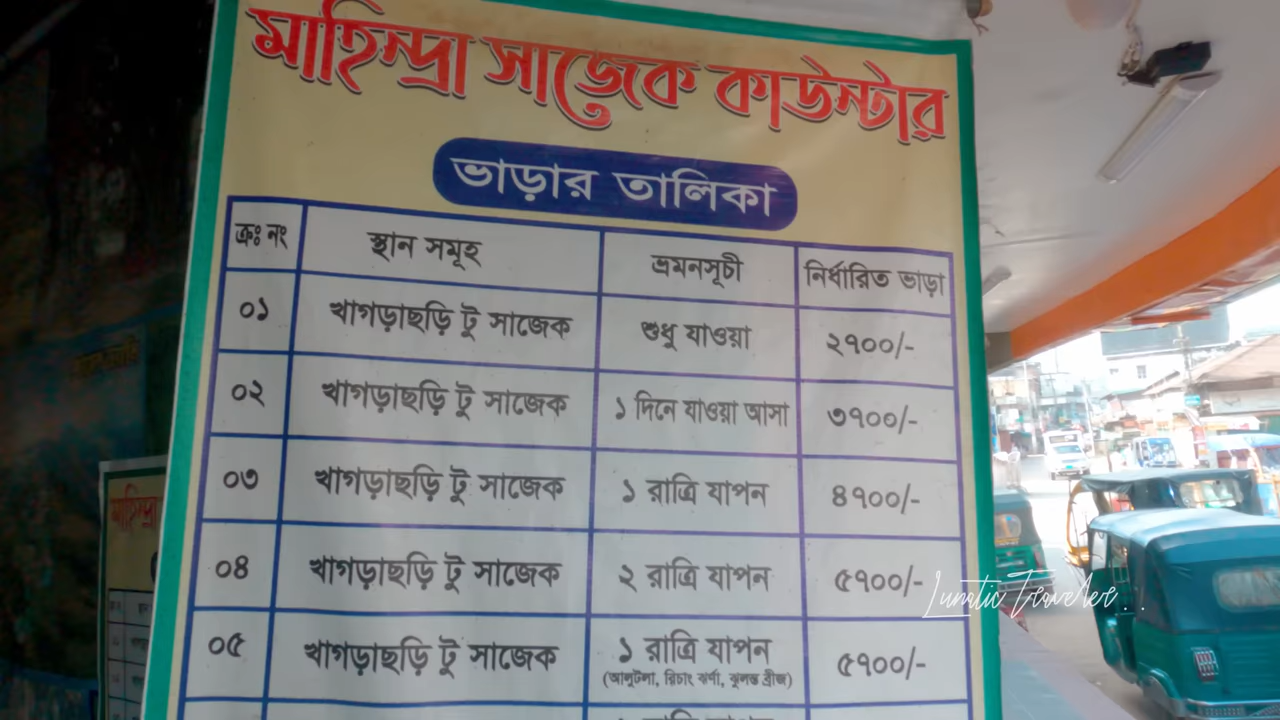 মাহিন্দ্রা সাজেক কাউন্টার
ভাড়ার তালিকা
ক্রঃ নং স্থান সমূহ ভ্রমনসূচী নির্ধারিত ভাড়া
০১ খাগড়াছড়ি টু সাজেক শুধু যাওয়া ২৭০০/-
০২ খাগড়াছড়ি টু সাজেক ১ দিনে যাওয়া আসা ৩৭০০/-
০৩ খাগড়াছড়ি টু সাজেক ১ রাত্রি যাপন ৪৭০০/-
০৪ খাগড়াছড়ি টু সাজেক ২ রাত্রি যাপন ৫৭০০/-
০৫ খাগড়াছড়ি টু সাজেক ১ রাত্রি যাপন ৫৭০০/-
(আলুটিলা, রিচাং ঝর্ণা, ঝুলন্ত ব্রীজ)
মাহিন্দ্রা
Lunatic Traveler..